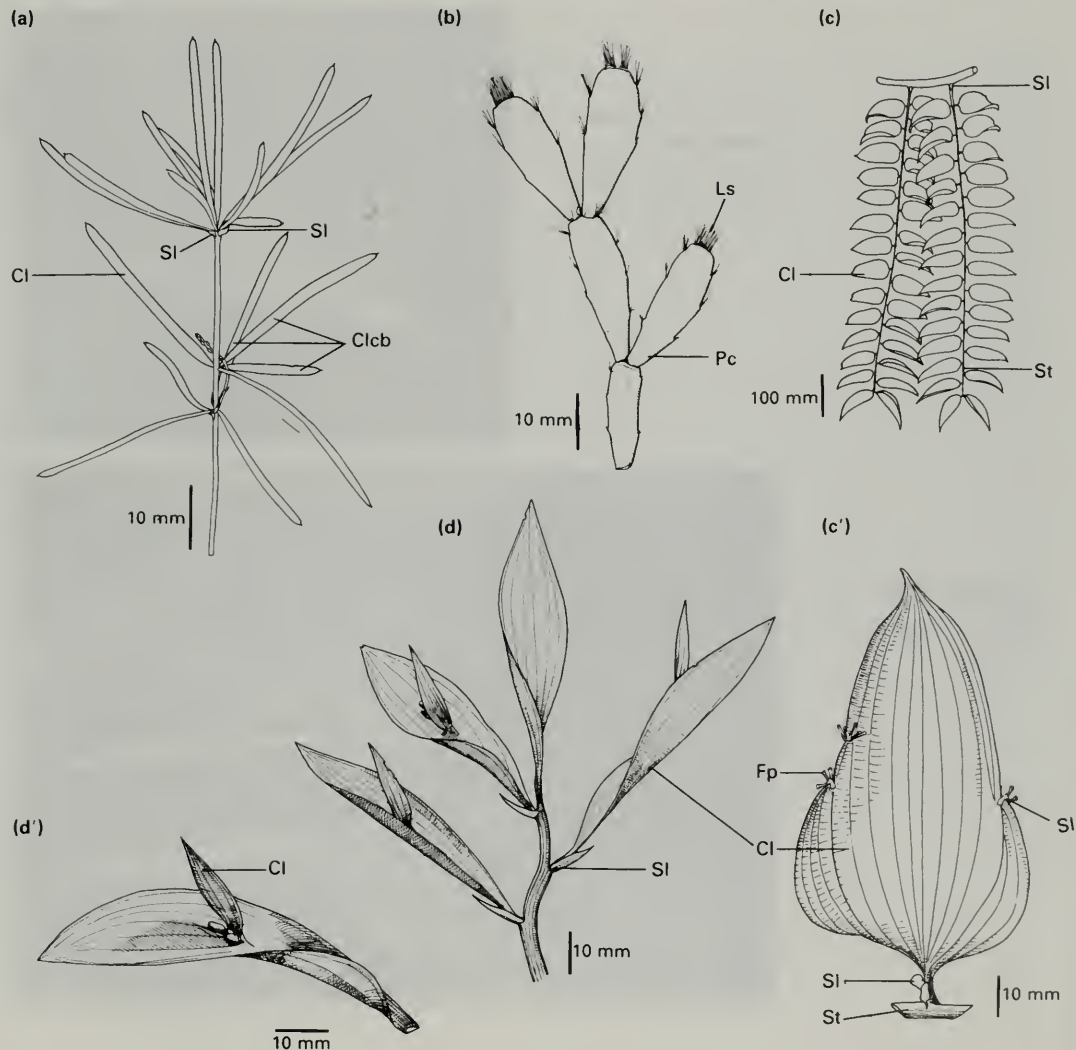 (a)
(b)
(c)
Sl
Ls
Sl
Sl
Cl
Cl
Clcb
Pc
St
10 mm
100 mm
10 mm
(d)
(c')
Fp
Sl
(d')
Cl
Cl
Sl
10 mm
Sl
10 mm
St
10 mm